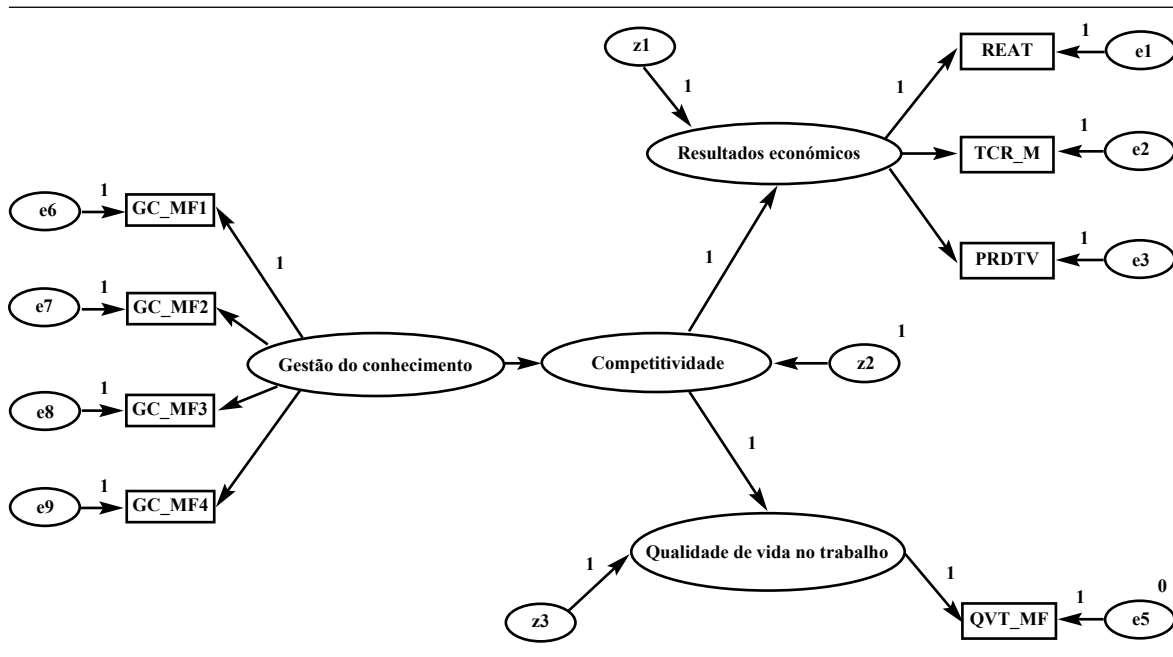 z1
1
REAT
1
e1
1
Resultados económicos
TCR_M
1
e2
PRDTV
1
e3
e6
1
GC_MF1
1
e7
1
GC_MF2
e8
1
GC_MF3
e9
1
GC_MF4
Gestão do conhecimento
Competitividade
1
z2
1
1
Qualidade de vida no trabalho
z3
1
1
QVT_MF
1
e5
0